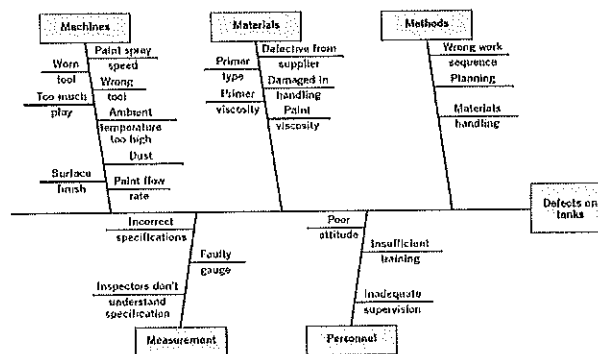 Machines
Paint spray
speed
Worn
tool
Wrong
tool
Too much
play
Ambient
temperature
too high
Dust
Surface
finish
Paint flow
rate
Materials
Defective from
supplier
Primer
type
Damaged in
handling
Primer
viscosity
Paint
viscosity
Methods
Wrong work
sequence
Planning
Materials
handling
Defects on
tanks
Incorrect
specifications
Faulty
gauge
Inspectors don't
understand
specification
Measurement
Poor
attitude
Insufficient
training
Inadequate
supervision
Personnel